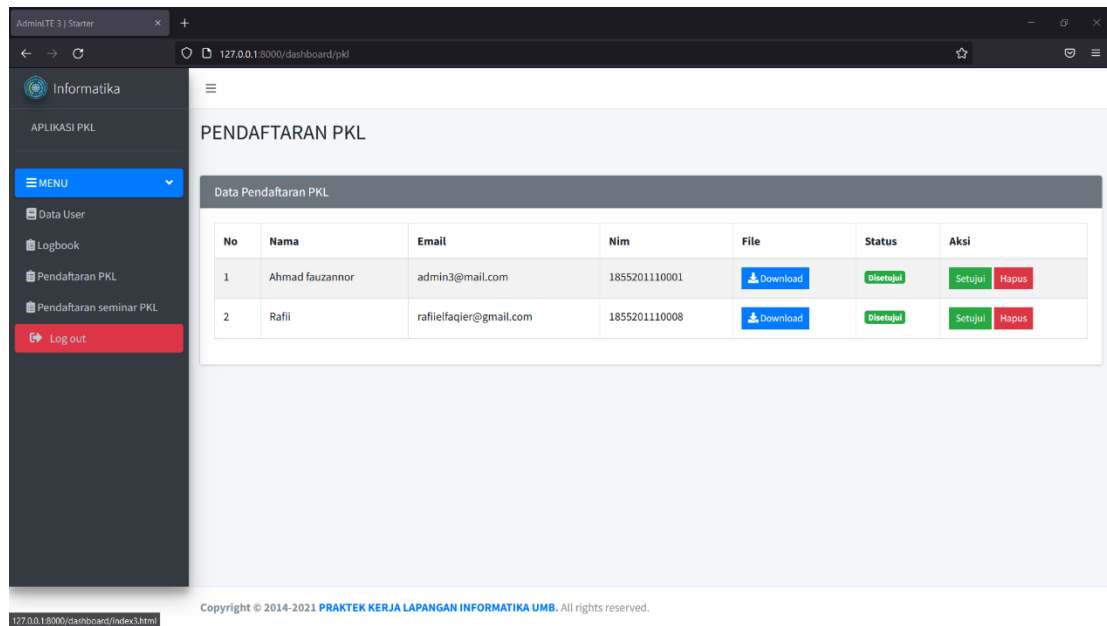 AdminLTE 3 | Starter
127.0.0.1:8000/dashboard/pkl
Informatika
APLIKASI PKL
PENDAFTARAN PKL
MENU
Data User
Logbook
Pendaftaran PKL
Pendaftaran seminar PKL
Log out
Data Pendaftaran PKL
No Nama Email Nim File Status Aksi
1 Ahmad fauzannor admin3@mail.com 1855201110001 Download Disetujui Setujui Hapus
2 Rafii rafiielfaqier@gmail.com 1855201110008 Download Disetujui Setujui Hapus
Copyright © 2014-2021 PRAKTEK KERJA LAPANGAN INFORMATIKA UMB. All rights reserved.
127.0.0.1:8000/dashboard/index3.html